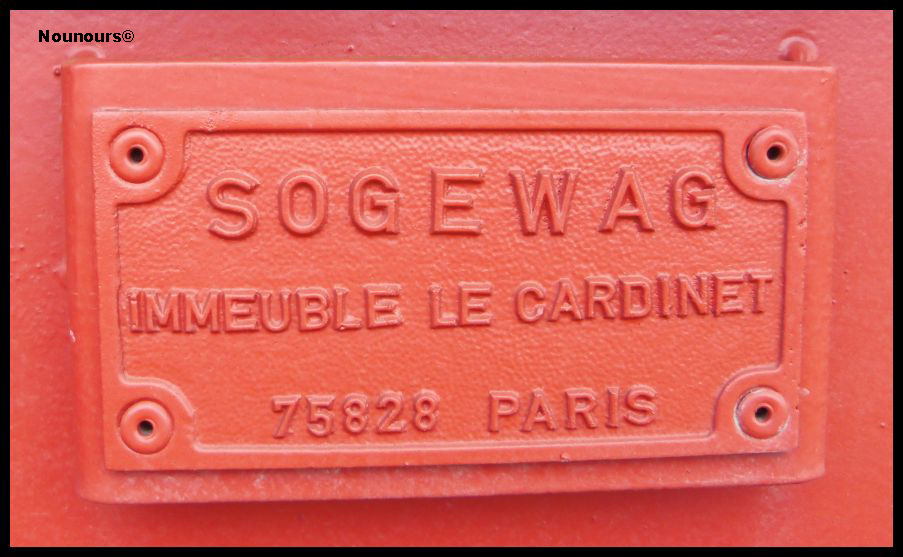 Nounours©
SOGEWAG
IMMEUBLE LE CARDINET
75828 PARIS